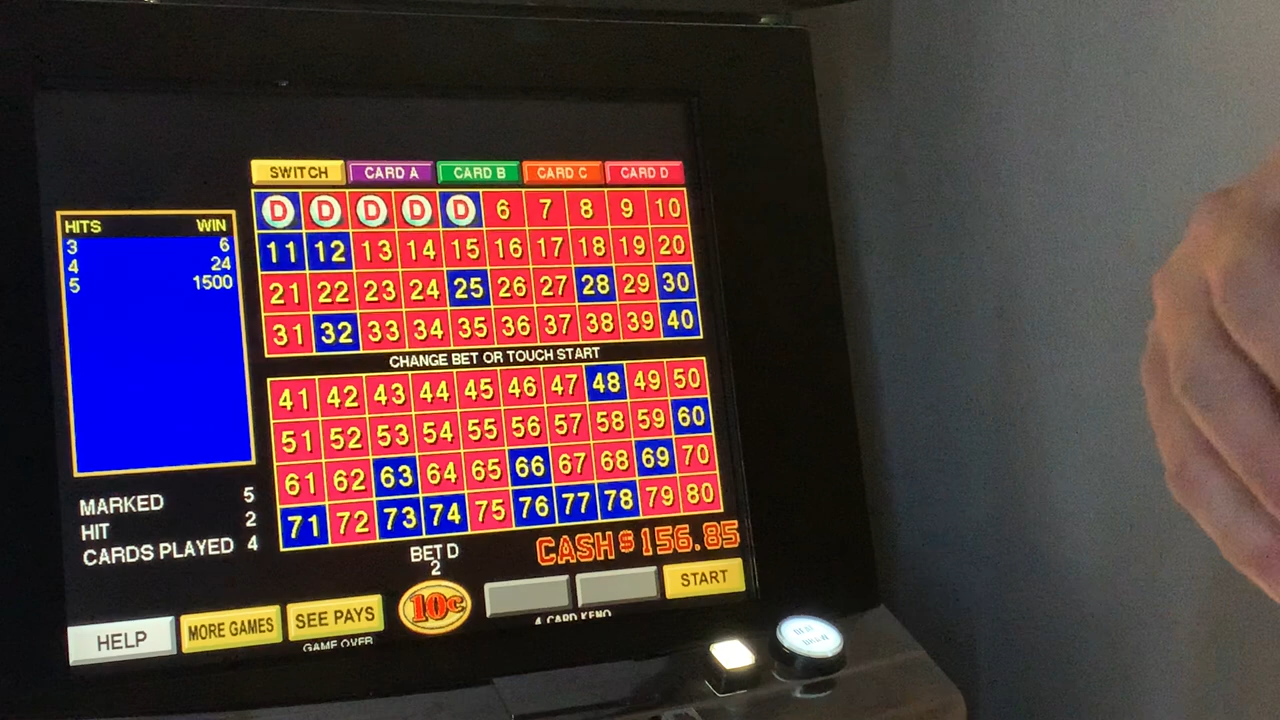 SWITCH CARD A CARD B CARD C CARD D
HITS WIN
3 6
4 24
5 1500
D D D D D 6 7 8 9 10
11 12 13 14 15 16 17 18 19 20
21 22 23 24 25 26 27 28 29 30
31 32 33 34 35 36 37 38 39 40
CHANGE BET OR TOUCH START
41 42 43 44 45 46 47 48 49 50
51 52 53 54 55 56 57 58 59 60
61 62 63 64 65 66 67 68 69 70
71 72 73 74 75 76 77 78 79 80
MARKED 5
HIT 2
CARDS PLAYED 4
BET D
2
CASH $156.85
HELP MORE GAMES SEE PAYS 10¢ START
GAME OVER
4 CARD KENO